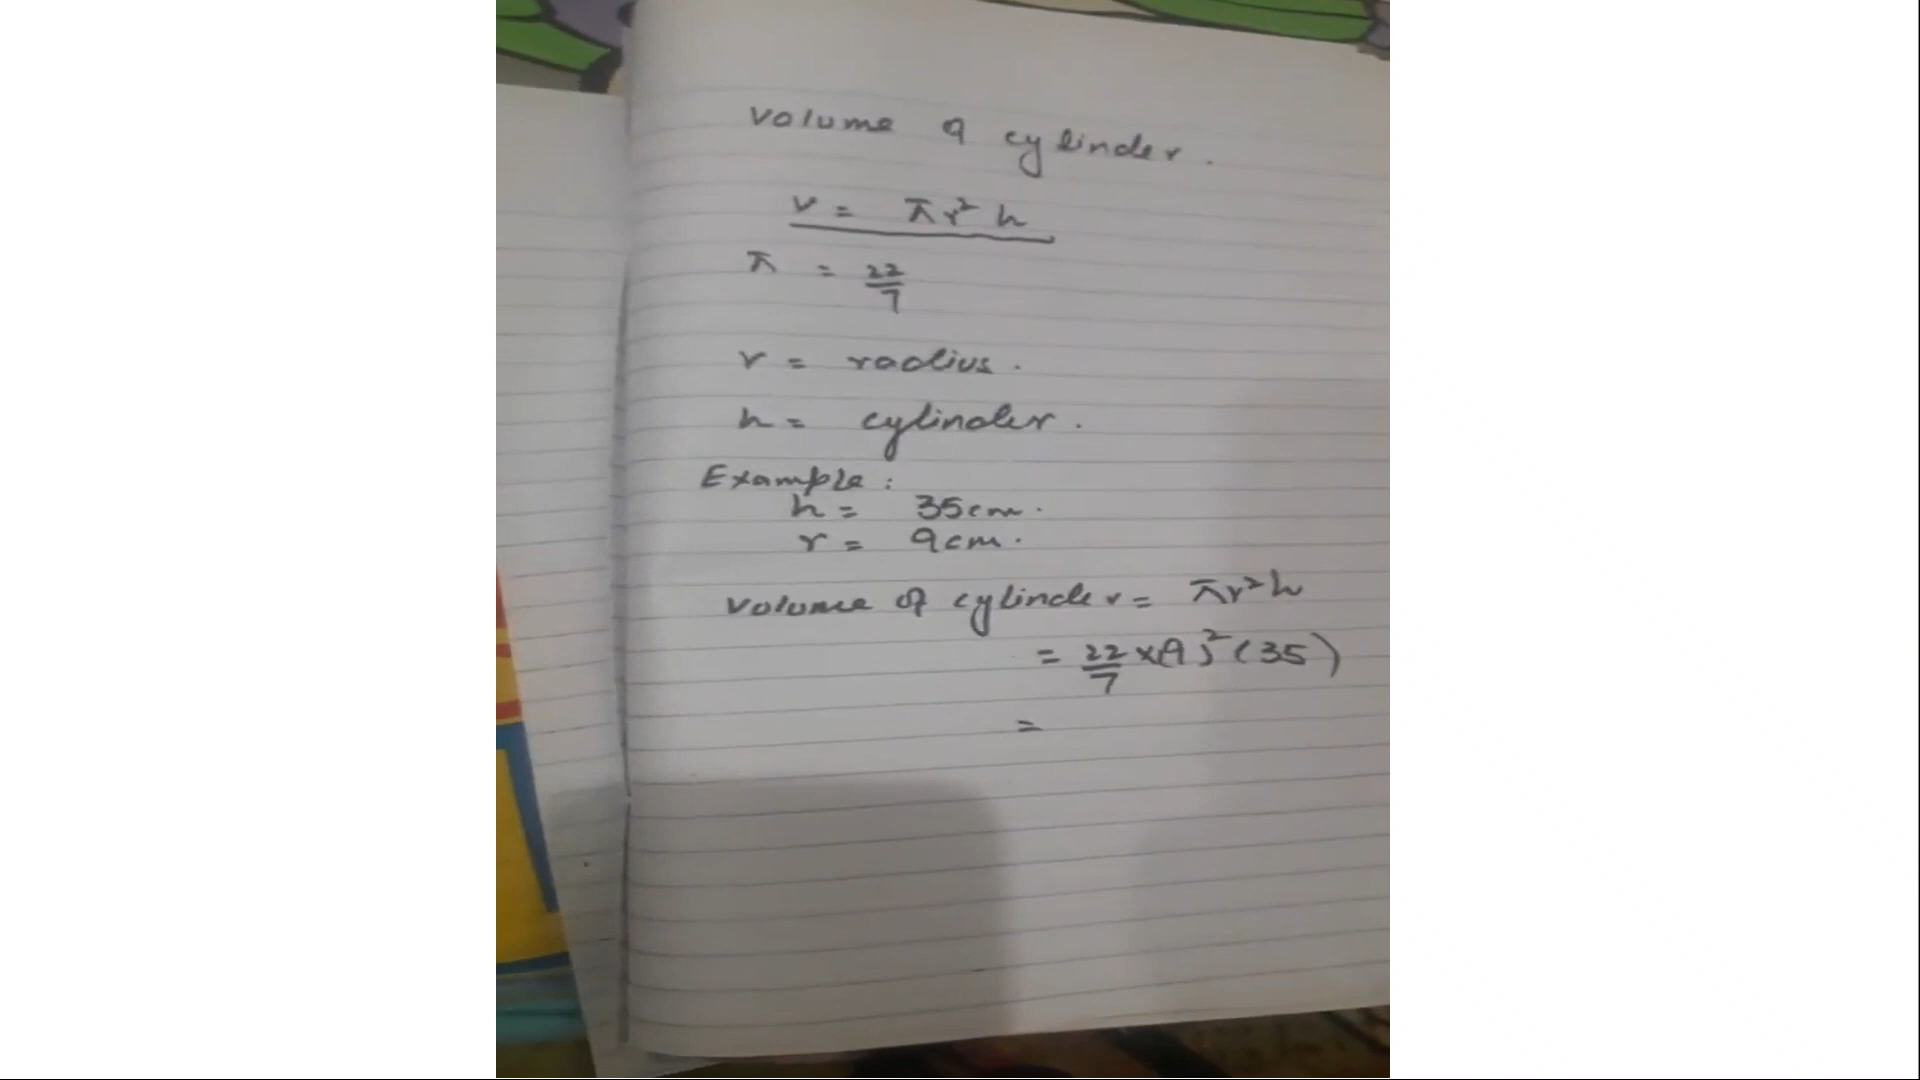 Volume of cylinder.
v = πr² h
π = 22/7
r = radius.
h = cylinder.
Example:
h = 35cm.
r = 9cm.
Volume of cylinder = πr²h
= 22/7 x(9)² (35)
=